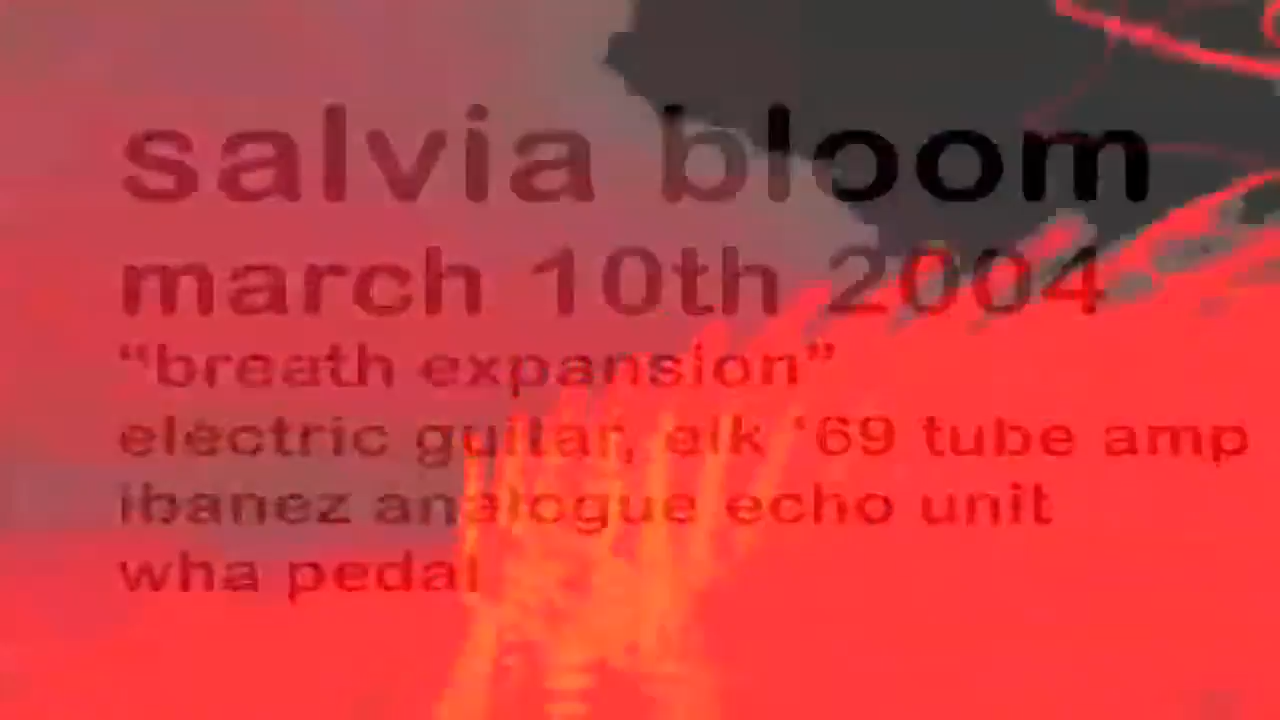 salvia bloom
march 10th 2004
“breath expansion”
electric guitar, elk ‘69 tube amp
ibanez analogue echo unit
wha pedal